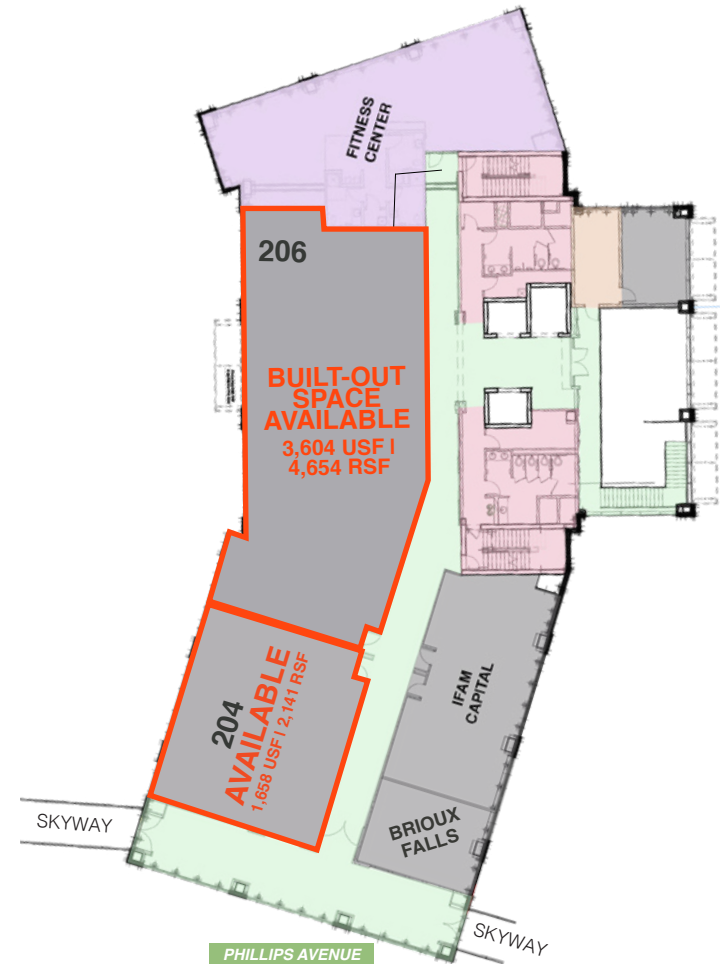 FITNESS
CENTER
206
BUILT-OUT
SPACE
AVAILABLE
3,604 USF |
4,654 RSF
204
AVAILABLE
1,658 USF | 2,141 RSF
IFAM
CAPITAL
BRIOUX
FALLS
SKYWAY
SKYWAY
PHILLIPS AVENUE